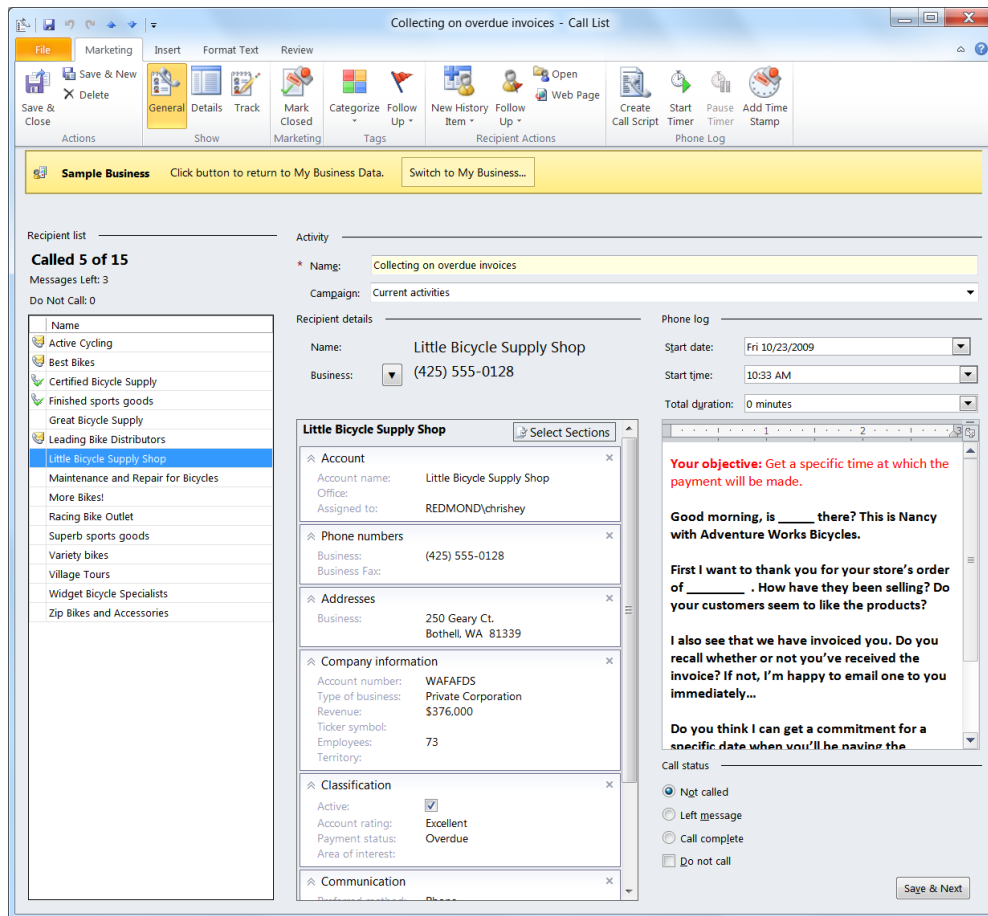 Collecting on overdue invoices - Call List
File Marketing Insert Format Text Review
Save & Close
Save & New
Delete
Actions
General Details Track
Show
Mark Closed
Marketing
Categorize Follow Up
Tags
New History Item Follow Up
Open
Web Page
Recipient Actions
Create Call Script Start Timer Pause Timer Add Time Stamp
Phone Log
Sample Business Click button to return to My Business Data. Switch to My Business...
Recipient list
Called 5 of 15
Messages Left: 3
Do Not Call: 0
Name
Active Cycling
Best Bikes
Certified Bicycle Supply
Finished sports goods
Great Bicycle Supply
Leading Bike Distributors
Little Bicycle Supply Shop
Maintenance and Repair for Bicycles
More Bikes!
Racing Bike Outlet
Superb sports goods
Variety bikes
Village Tours
Widget Bicycle Specialists
Zip Bikes and Accessories
Activity
* Name: Collecting on overdue invoices
Campaign: Current activities
Recipient details
Name: Little Bicycle Supply Shop
Business: (425) 555-0128
Little Bicycle Supply Shop Select Sections
Account
Account name: Little Bicycle Supply Shop
Office:
Assigned to: REDMOND\chrishey
Phone numbers
Business: (425) 555-0128
Business Fax:
Addresses
Business: 250 Geary Ct.
Bothell, WA 81339
Company information
Account number: WAFAFDS
Type of business: Private Corporation
Revenue: $376,000
Ticker symbol:
Employees: 73
Territory:
Classification
Active:
Account rating: Excellent
Payment status: Overdue
Area of interest:
Communication
Preferred method: Phone
Phone log
Start date: Fri 10/23/2009
Start time: 10:33 AM
Total duration: 0 minutes
1 2 3
Your objective: Get a specific time at which the
payment will be made.
Good morning, is _____ there? This is Nancy
with Adventure Works Bicycles.
First I want to thank you for your store's order
of ________ . How have they been selling? Do
your customers seem to like the products?
I also see that we have invoiced you. Do you
recall whether or not you've received the
invoice? If not, I'm happy to email one to you
immediately…
Do you think I can get a commitment for a
specific date when you'll be paying the
Call status
Not called
Left message
Call complete
Do not call
Save & Next